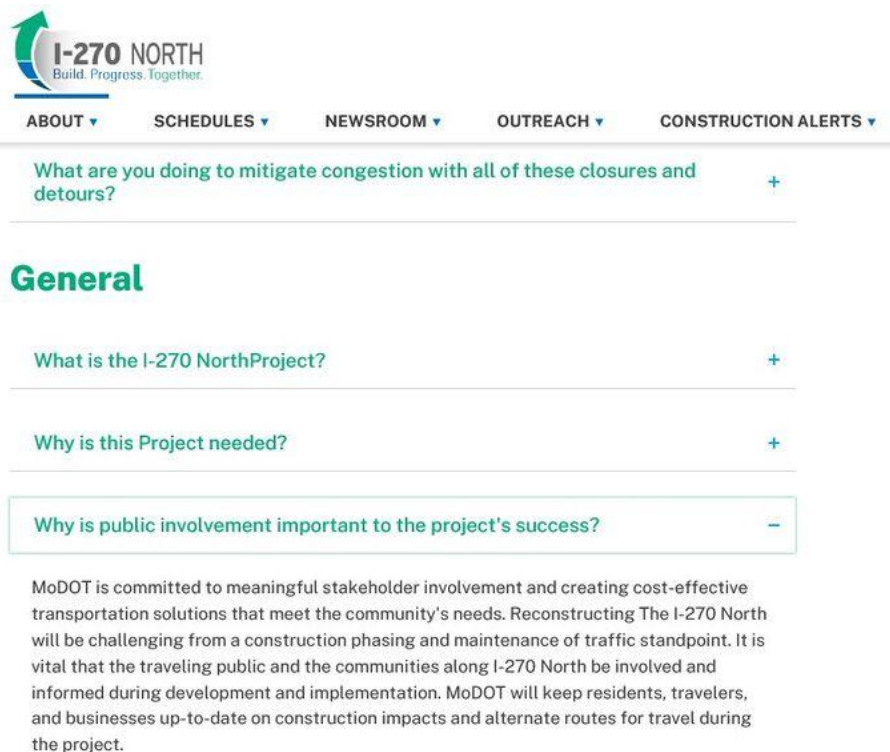 I-270 NORTH
Build. Progress. Together.
ABOUT ▼ SCHEDULES ▼ NEWSROOM ▼ OUTREACH ▼ CONSTRUCTION ALERTS ▼
What are you doing to mitigate congestion with all of these closures and
detours? +
General
What is the I-270 NorthProject? +
Why is this Project needed? +
Why is public involvement important to the project's success? −
MoDOT is committed to meaningful stakeholder involvement and creating cost-effective
transportation solutions that meet the community's needs. Reconstructing The I-270 North
will be challenging from a construction phasing and maintenance of traffic standpoint. It is
vital that the traveling public and the communities along I-270 North be involved and
informed during development and implementation. MoDOT will keep residents, travelers,
and businesses up-to-date on construction impacts and alternate routes for travel during
the project.